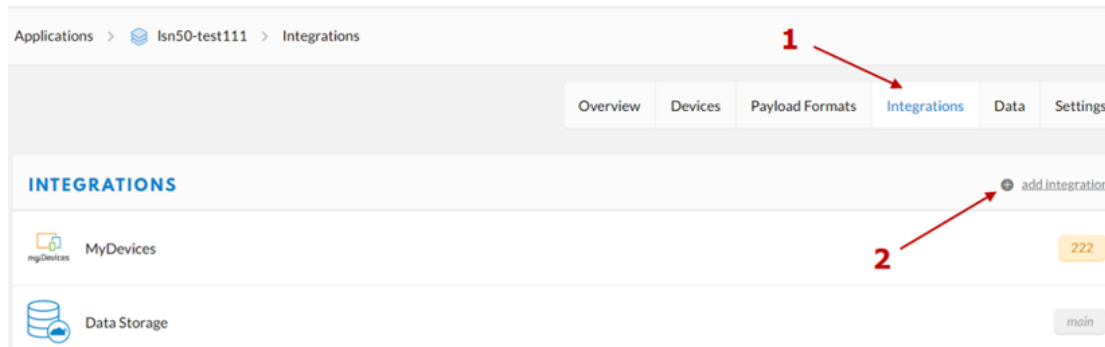 Applications > lsn50-test111 > Integrations
1
Overview Devices Payload Formats Integrations Data Settings
INTEGRATIONS add integration
2
myDevices MyDevices 222
Data Storage main